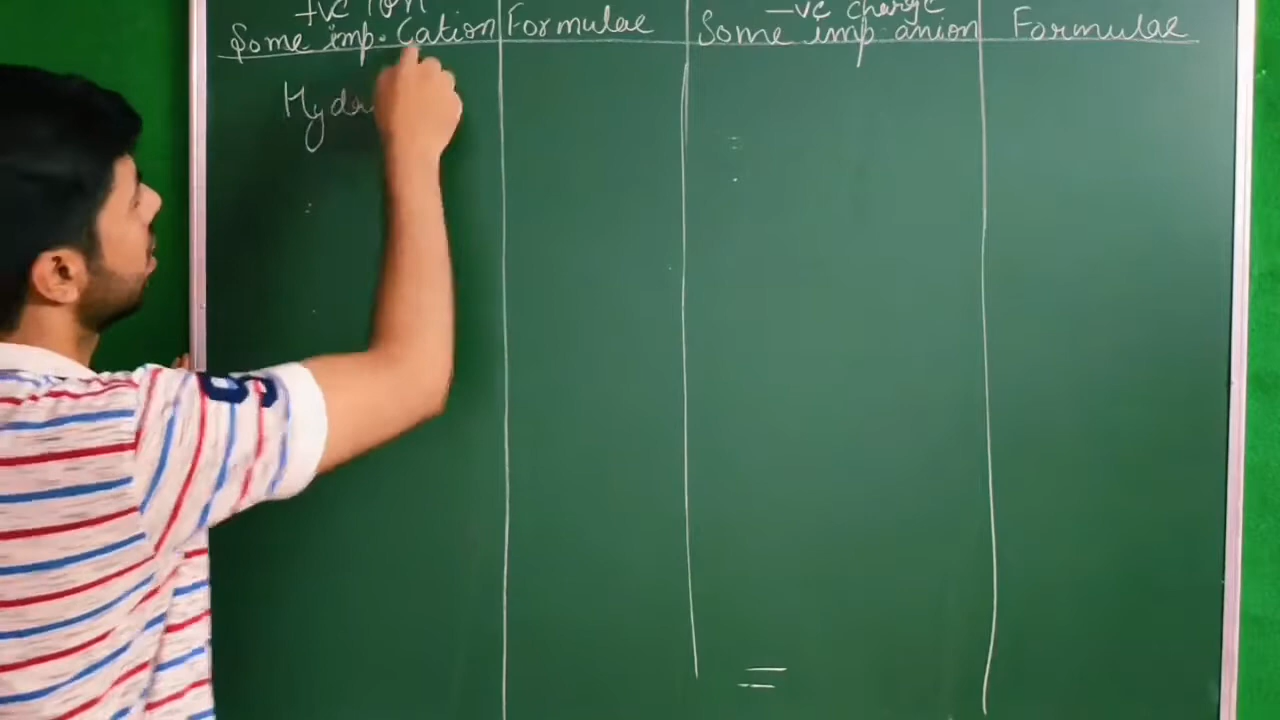 +ve ion
Some imp. Cation Formulae
-ve charge
Some imp. anion Formulae
Hydr